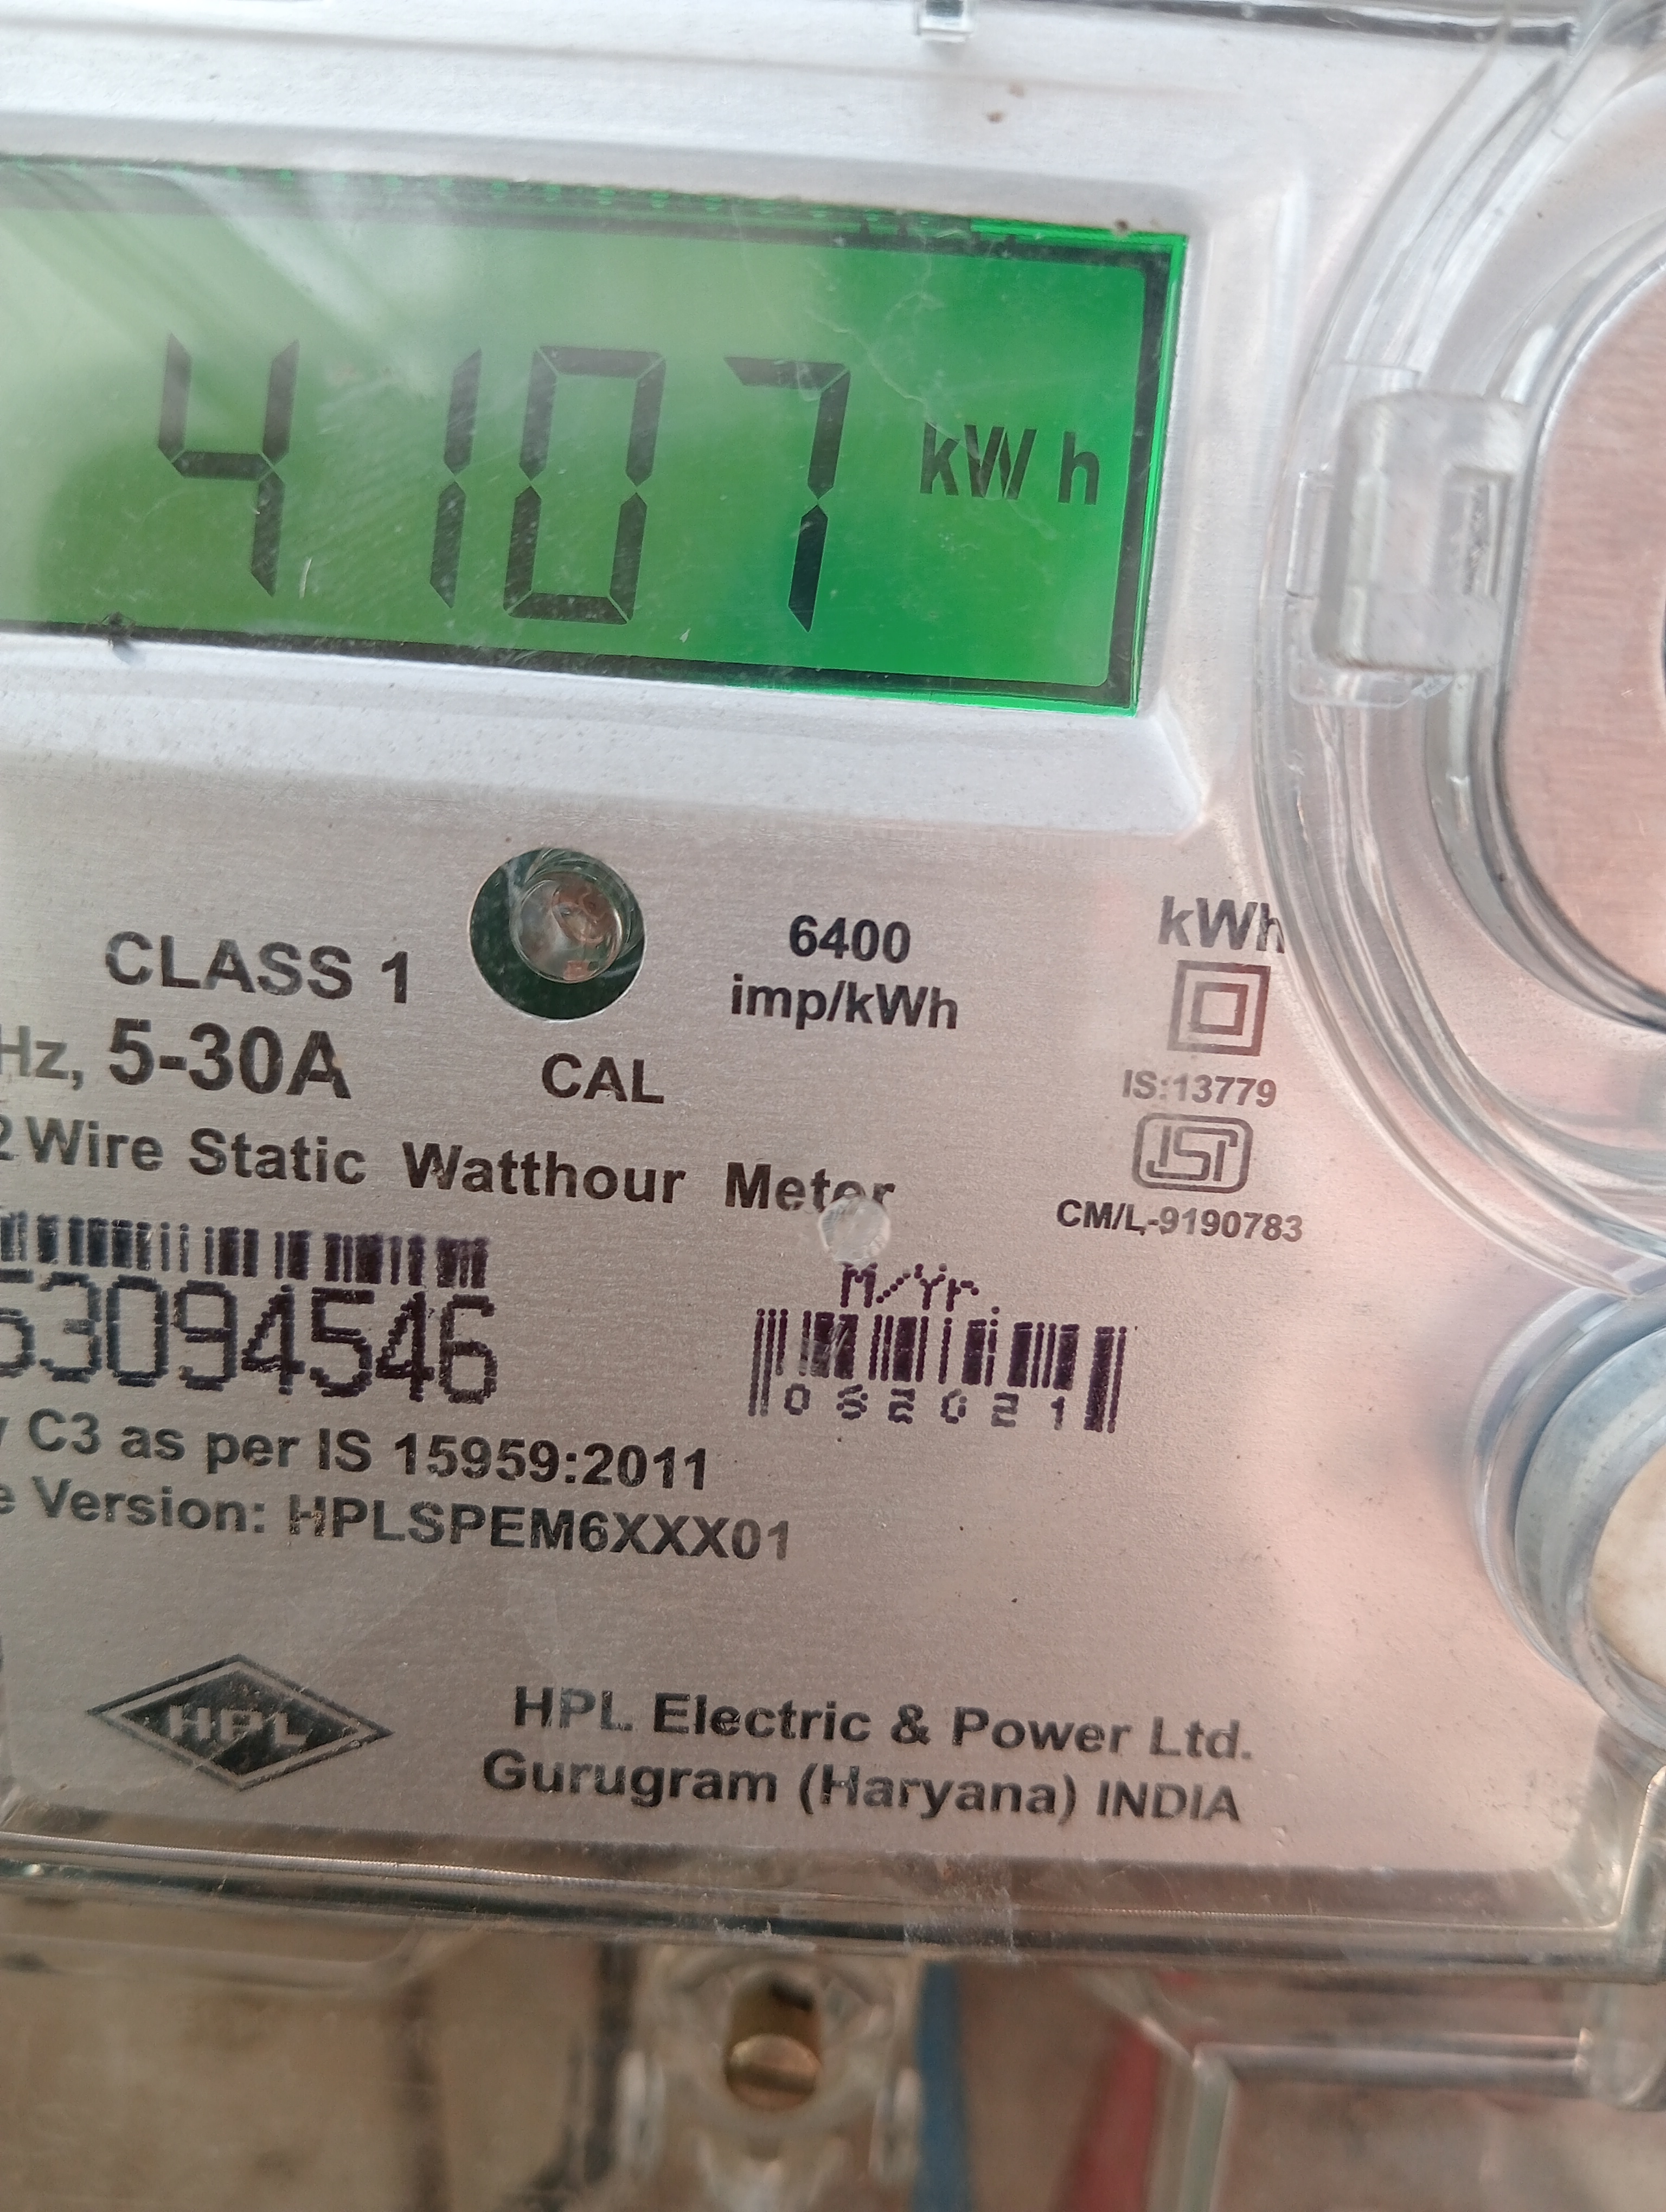 4107 kWh
CLASS 1
6400
imp/kWh
kWh
Hz, 5-30A
CAL
IS:13779
2 Wire Static Watthour Meter
ISI
CM/L-9190783
53094546
M/Yr.
062021
C3 as per IS 15959:2011
e Version: HPLSPEM6XXX01
HPL
HPL Electric & Power Ltd.
Gurugram (Haryana) INDIA